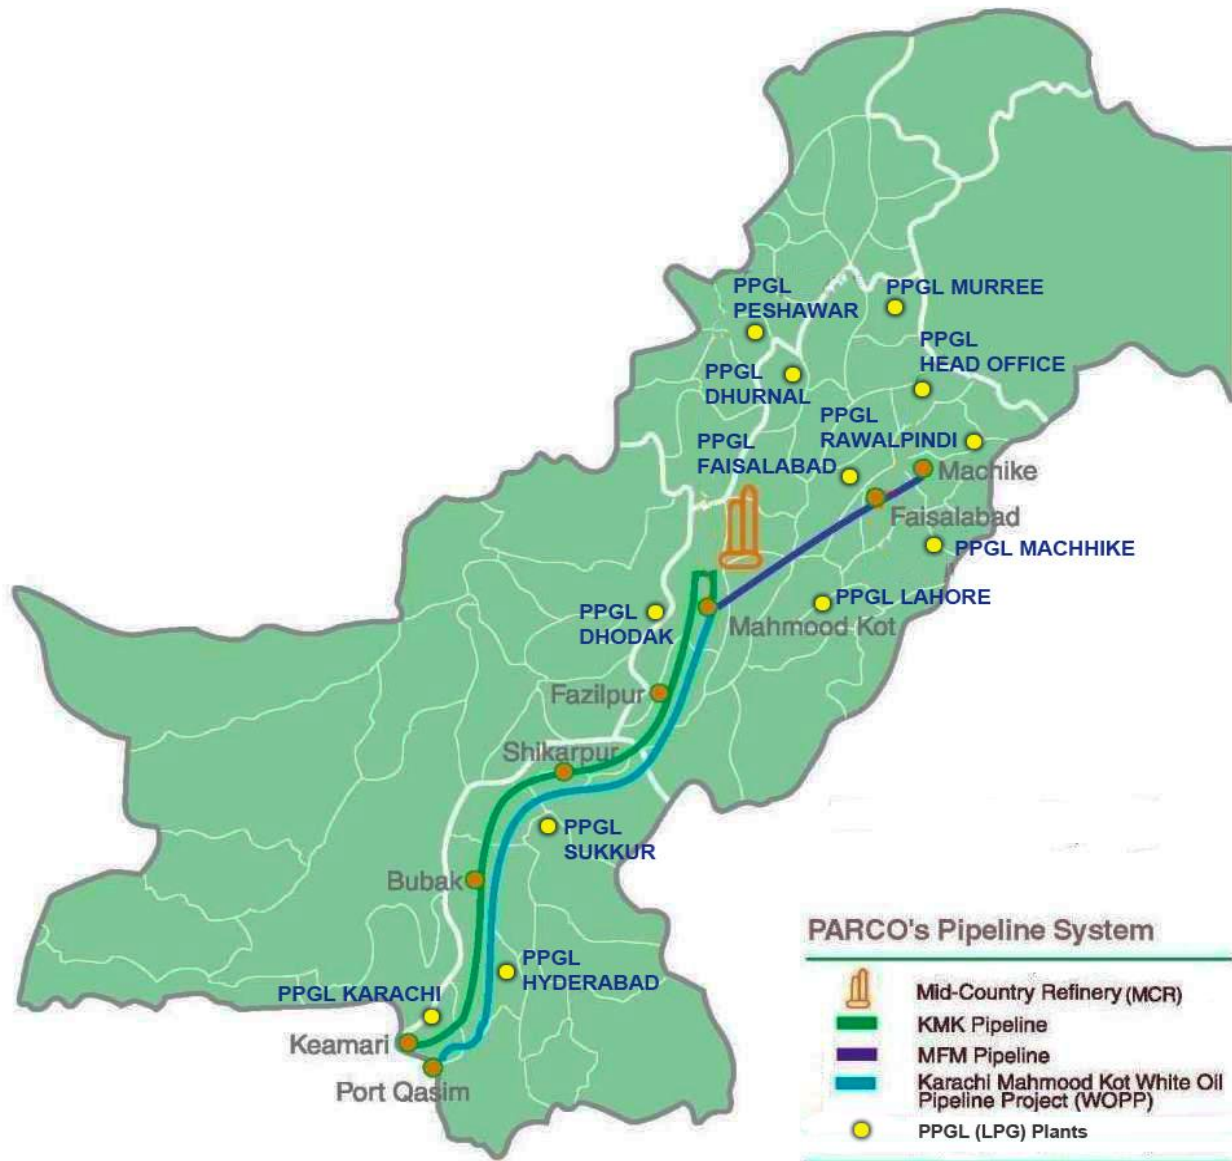 PPGL
PESHAWAR
PPGL MURREE
PPGL
HEAD OFFICE
PPGL
DHURNAL
PPGL
RAWALPINDI
PPGL
FAISALABAD
Machike
Faisalabad
PPGL MACHHIKE
PPGL LAHORE
PPGL
DHODAK
Mahmood Kot
Fazilpur
Shikarpur
PPGL
SUKKUR
Bubak
PPGL
HYDERABAD
PPGL KARACHI
Keamari
Port Qasim
PARCO's Pipeline System
Mid-Country Refinery (MCR)
KMK Pipeline
MFM Pipeline
Karachi Mahmood Kot White Oil
Pipeline Project (WOPP)
PPGL (LPG) Plants